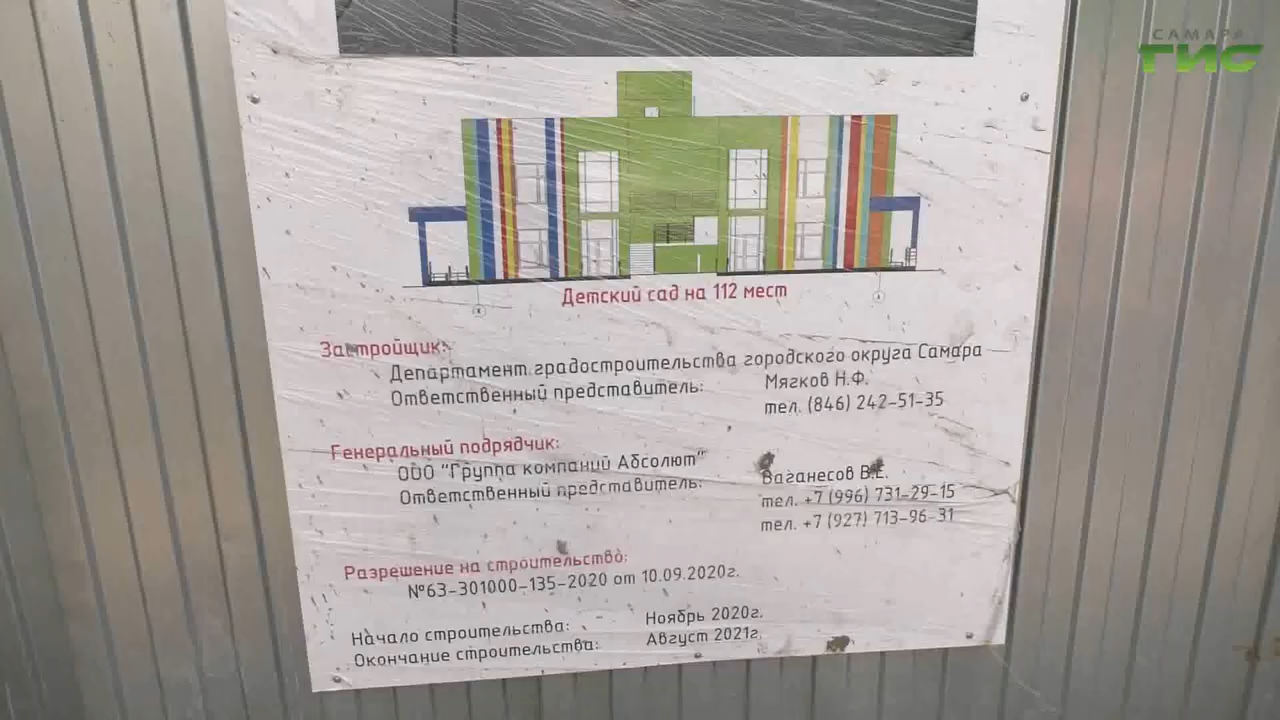 САМАРА
ГИС
Детский сад на 112 мест
Застройщик:
Департамент градостроительства городского округа Самара
Ответственный представитель: Мягков Н.Ф.
тел. (846) 242-51-35
Генеральный подрядчик:
ООО "Группа компаний Абсолют"
Ответственный представитель: Ваганесов В.Е.
тел. +7 (996) 731-29-15
тел. +7 (927) 713-96-31
Разрешение на строительство:
№63-301000-135-2020 от 10.09.2020г.
Начало строительства: Ноябрь 2020г.
Окончание строительства: Август 2021г.